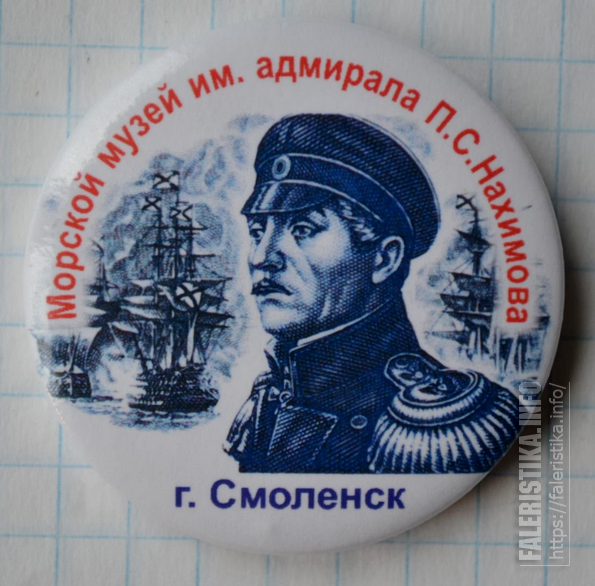 Морской музей им. адмирала П.С.Нахимова
г. Смоленск
FALERISTIKA.INFO
https://faleristika.info/